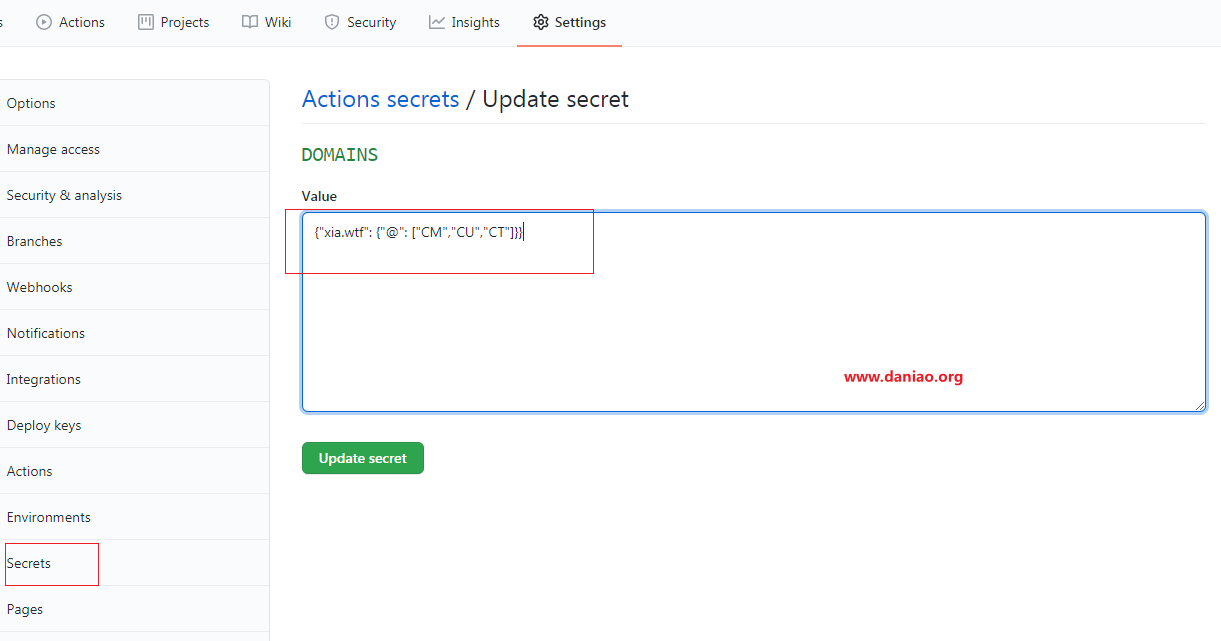 Actions Projects Wiki Security Insights Settings
Options
Manage access
Security & analysis
Branches
Webhooks
Notifications
Integrations
Deploy keys
Actions
Environments
Secrets
Pages
Actions secrets / Update secret
DOMAINS
Value
{"xia.wtf": {"@": ["CM","CU","CT"]}}
www.daniao.org
Update secret